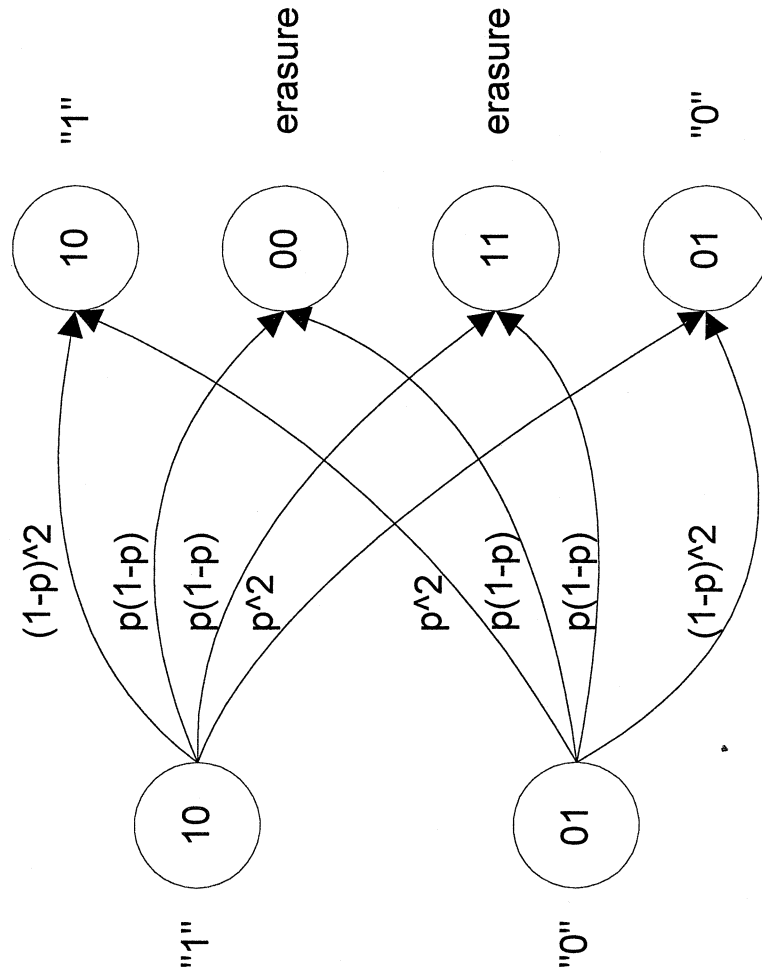 "1"
10
"0"
01
(1-p)^2
p(1-p)
p(1-p)
p^2
p^2
p(1-p)
p(1-p)
(1-p)^2
10
"1"
00
erasure
11
erasure
01
"0"